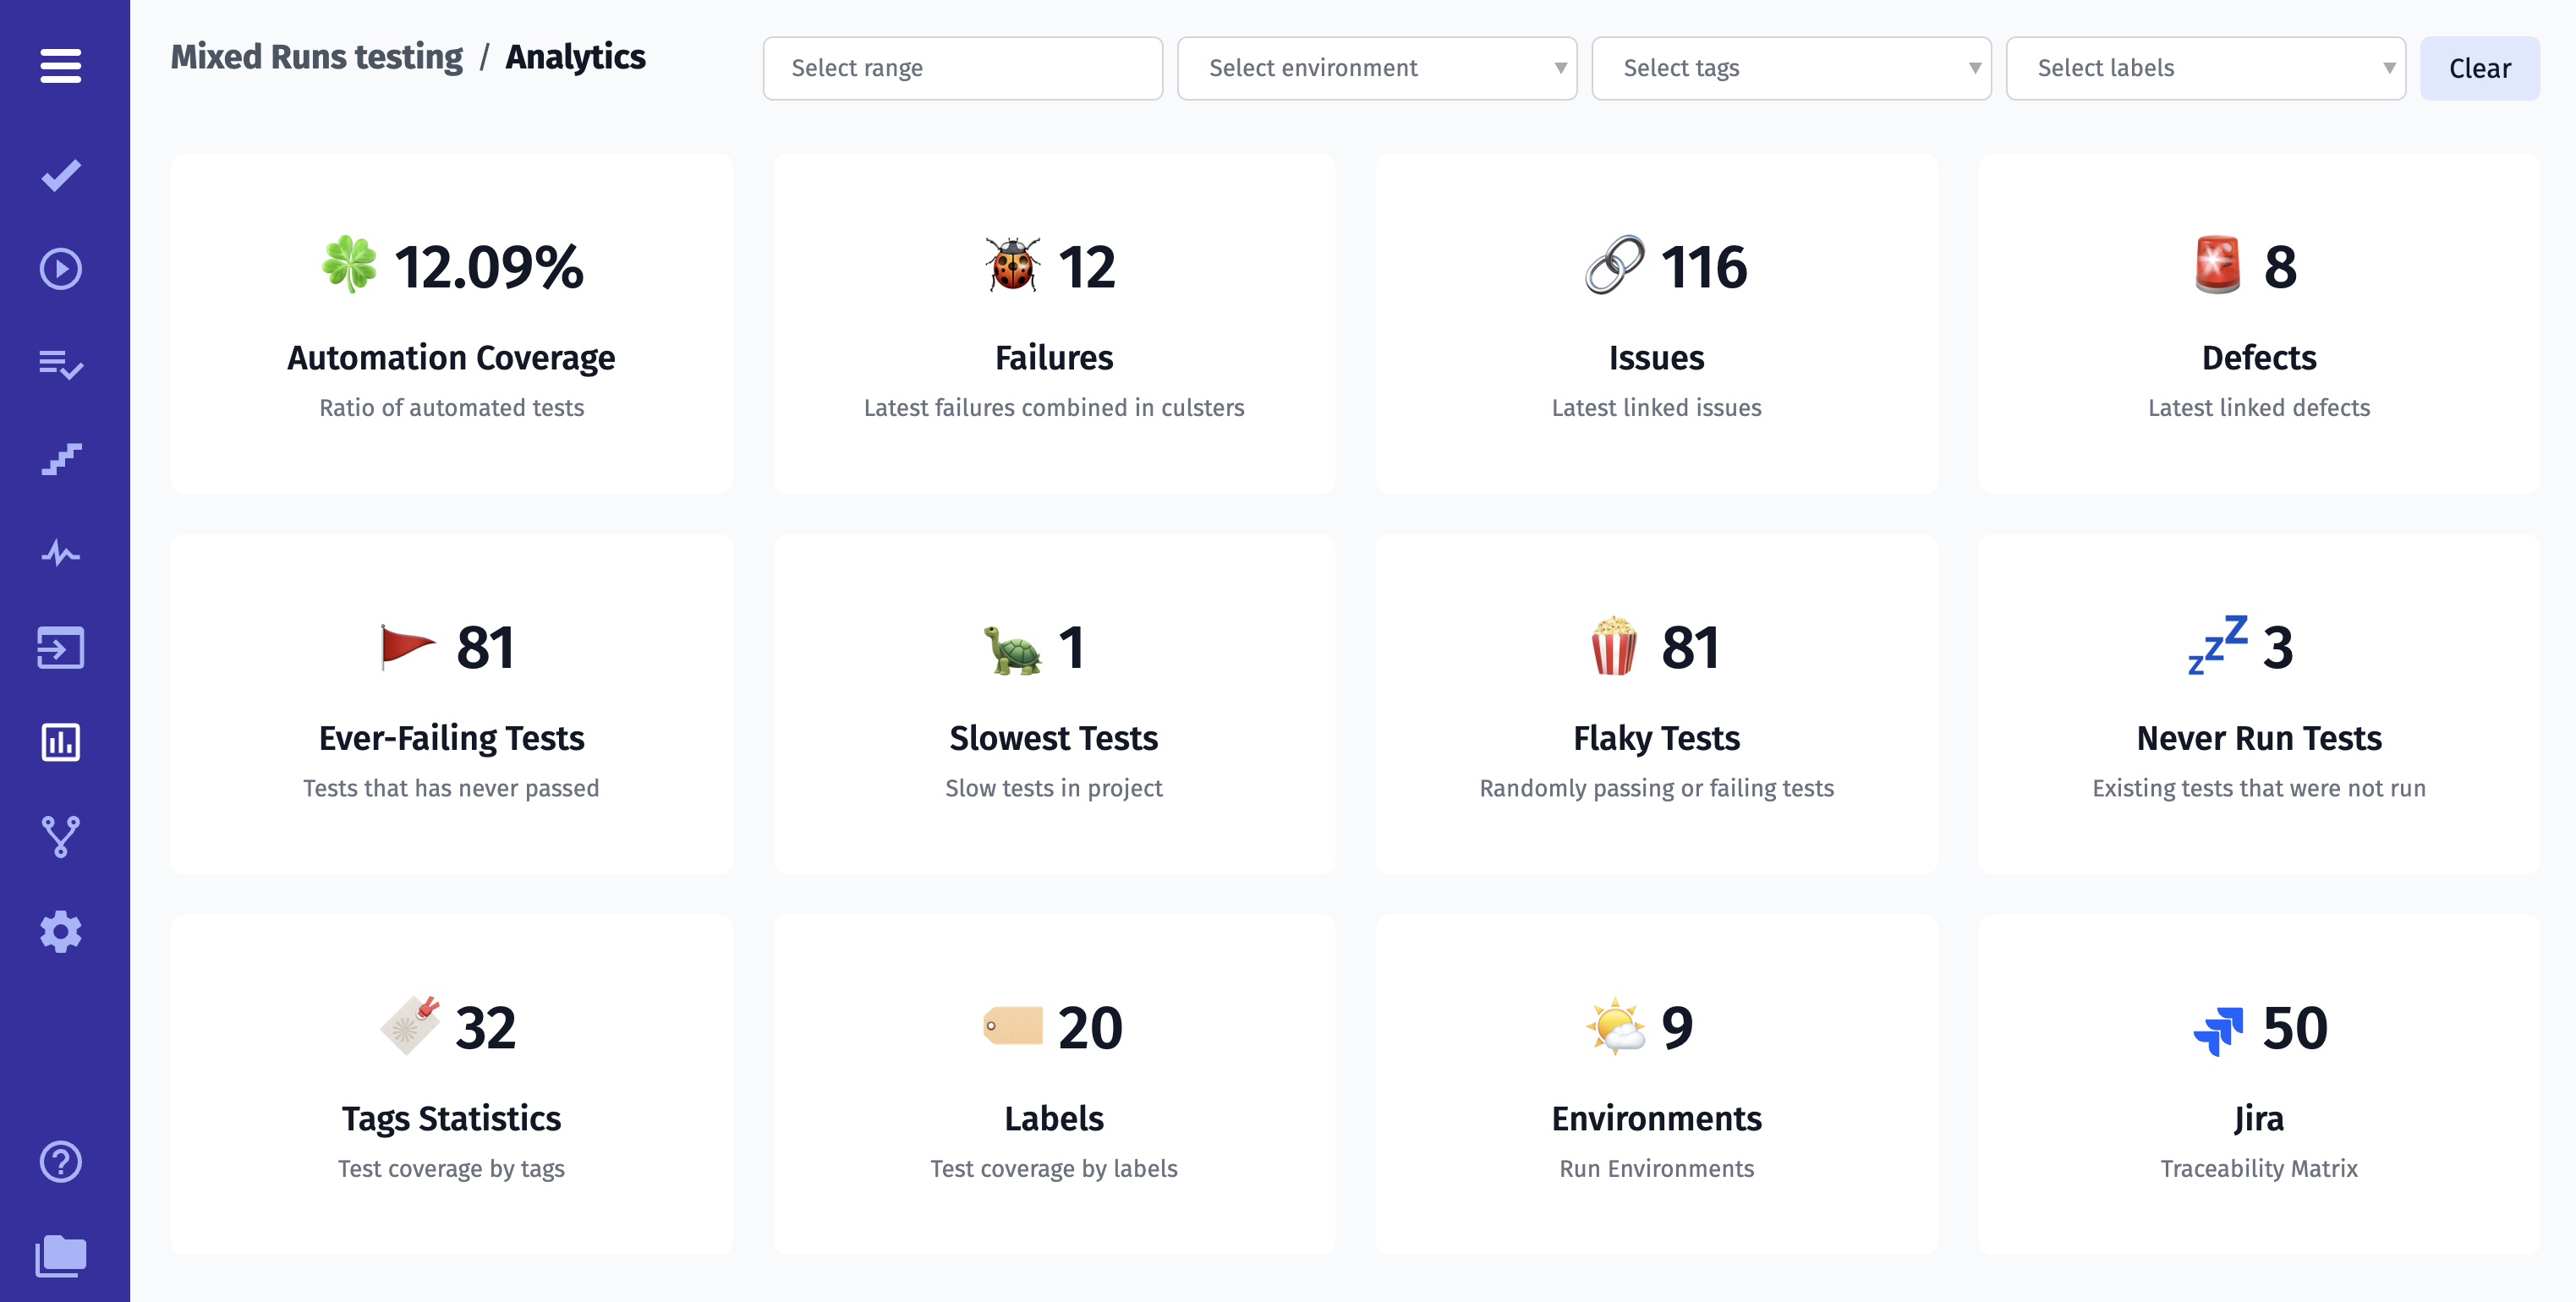 Mixed Runs testing / Analytics
Select range
Select environment
Select tags
Select labels
Clear
12.09%
Automation Coverage
Ratio of automated tests
12
Failures
Latest failures combined in culsters
116
Issues
Latest linked issues
8
Defects
Latest linked defects
81
Ever-Failing Tests
Tests that has never passed
1
Slowest Tests
Slow tests in project
81
Flaky Tests
Randomly passing or failing tests
zzZ 3
Never Run Tests
Existing tests that were not run
32
Tags Statistics
Test coverage by tags
20
Labels
Test coverage by labels
9
Environments
Run Environments
50
Jira
Traceability Matrix